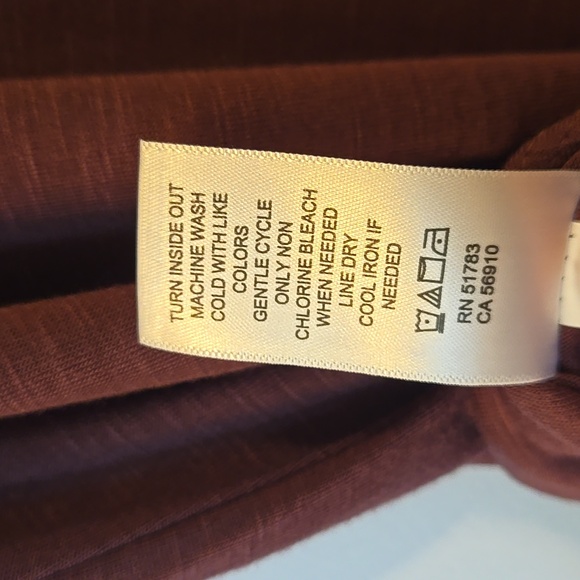 TURN INSIDE OUT
MACHINE WASH
COLD WITH LIKE
COLORS
GENTLE CYCLE
ONLY NON
CHLORINE BLEACH
WHEN NEEDED
LINE DRY
COOL IRON IF
NEEDED
RN 51783
CA 56910